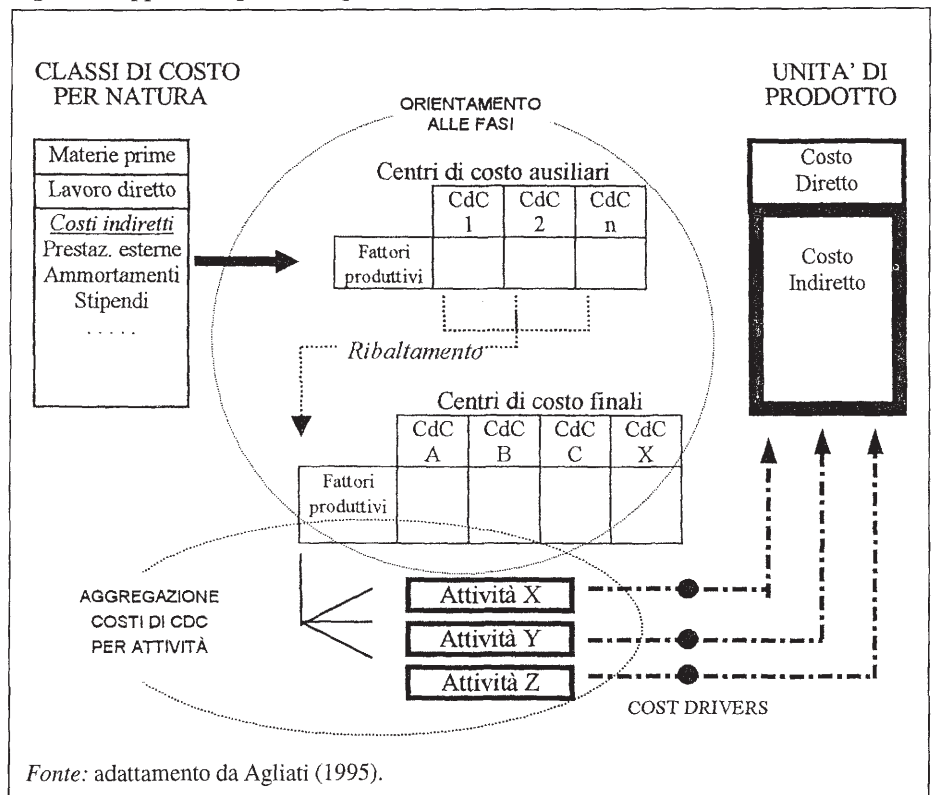 CLASSI DI COSTO
PER NATURA
Materie prime
Lavoro diretto
Costi indiretti
Prestaz. esterne
Ammortamenti
Stipendi
. . . . .
ORIENTAMENTO
ALLE FASI
Centri di costo ausiliari
CdC CdC CdC
1 2 n
Fattori
produttivi
Ribaltamento
Centri di costo finali
CdC CdC CdC CdC
A B C X
Fattori
produttivi
UNITA' DI
PRODOTTO
Costo
Diretto
Costo
Indiretto
AGGREGAZIONE
COSTI DI CDC
PER ATTIVITÀ
Attività X
Attività Y
Attività Z
COST DRIVERS
Fonte: adattamento da Agliati (1995).